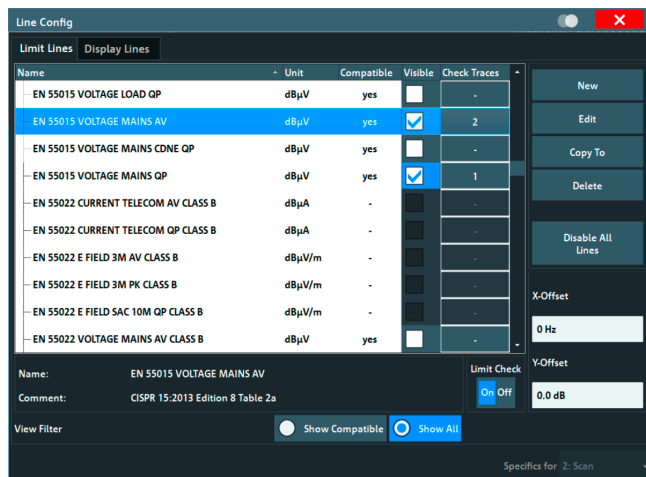 Line Config
Limit Lines Display Lines
Name Unit Compatible Visible Check Traces
EN 55015 VOLTAGE LOAD QP dBµV yes -
EN 55015 VOLTAGE MAINS AV dBµV yes 2
EN 55015 VOLTAGE MAINS CDNE QP dBµV yes -
EN 55015 VOLTAGE MAINS QP dBµV yes 1
EN 55022 CURRENT TELECOM AV CLASS B dBµA - -
EN 55022 CURRENT TELECOM QP CLASS B dBµA - -
EN 55022 E FIELD 3M AV CLASS B dBµV/m - -
EN 55022 E FIELD 3M PK CLASS B dBµV/m - -
EN 55022 E FIELD SAC 10M QP CLASS B dBµV/m - -
EN 55022 VOLTAGE MAINS AV CLASS B dBµV yes -
New
Edit
Copy To
Delete
Disable All
Lines
X-Offset
0 Hz
Y-Offset
0.0 dB
Name: EN 55015 VOLTAGE MAINS AV
Comment: CISPR 15:2013 Edition 8 Table 2a
Limit Check
On Off
View Filter Show Compatible Show All
Specifics for 2: Scan